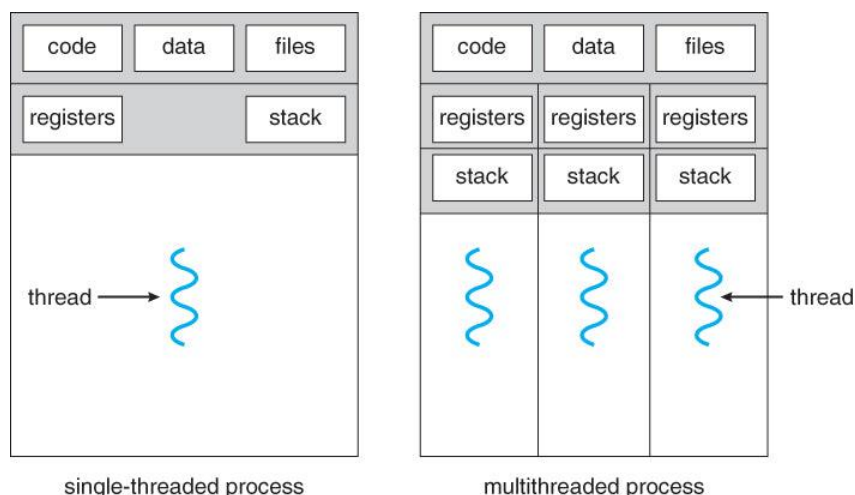 code data files
registers stack
thread
single-threaded process
code data files
registers registers registers
stack stack stack
thread
multithreaded process